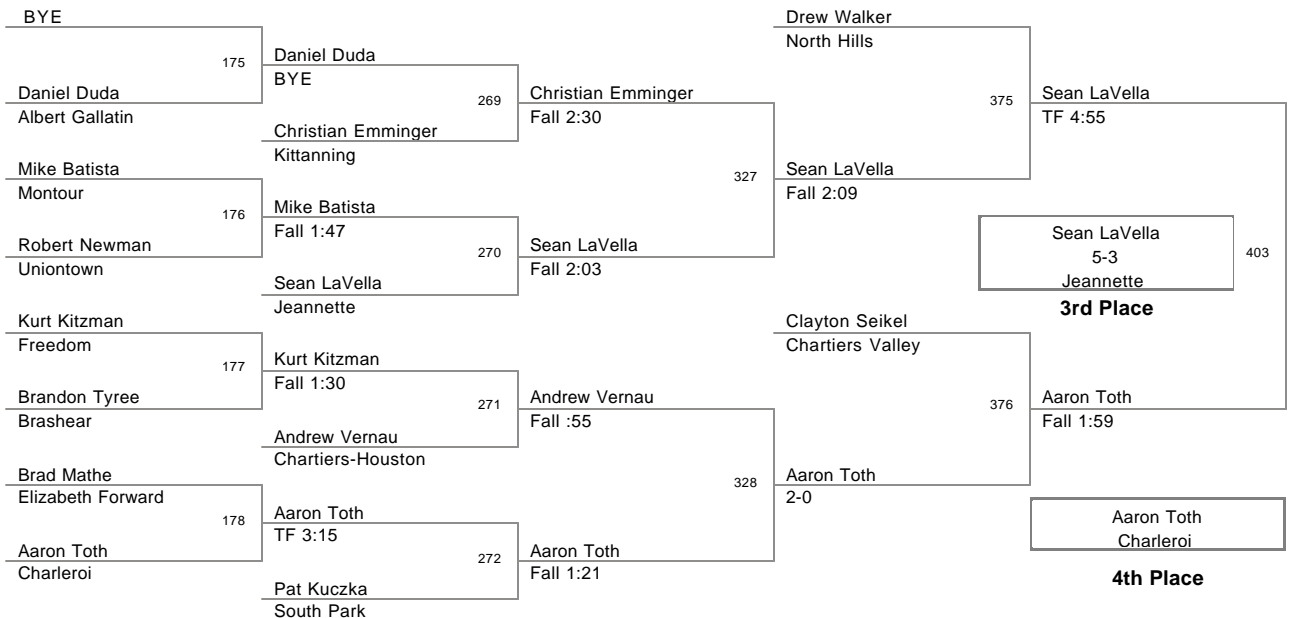 BYE
175
Daniel Duda
Albert Gallatin
Mike Batista
Montour
176
Robert Newman
Uniontown
Kurt Kitzman
Freedom
177
Brandon Tyree
Brashear
Brad Mathe
Elizabeth Forward
178
Aaron Toth
Charleroi
Daniel Duda
BYE
269
Christian Emminger
Kittanning
Mike Batista
Fall 1:47
270
Sean LaVella
Jeannette
Kurt Kitzman
Fall 1:30
271
Andrew Vernau
Chartiers-Houston
Aaron Toth
TF 3:15
272
Pat Kuczka
South Park
Christian Emminger
Fall 2:30
327
Sean LaVella
Fall 2:03
Andrew Vernau
Fall :55
328
Aaron Toth
Fall 1:21
Drew Walker
North Hills
375
Sean LaVella
Fall 2:09
Clayton Seikel
Chartiers Valley
376
Aaron Toth
2-0
Sean LaVella
TF 4:55
Sean LaVella
5-3
Jeannette
403
3rd Place
Aaron Toth
Fall 1:59
Aaron Toth
Charleroi
4th Place